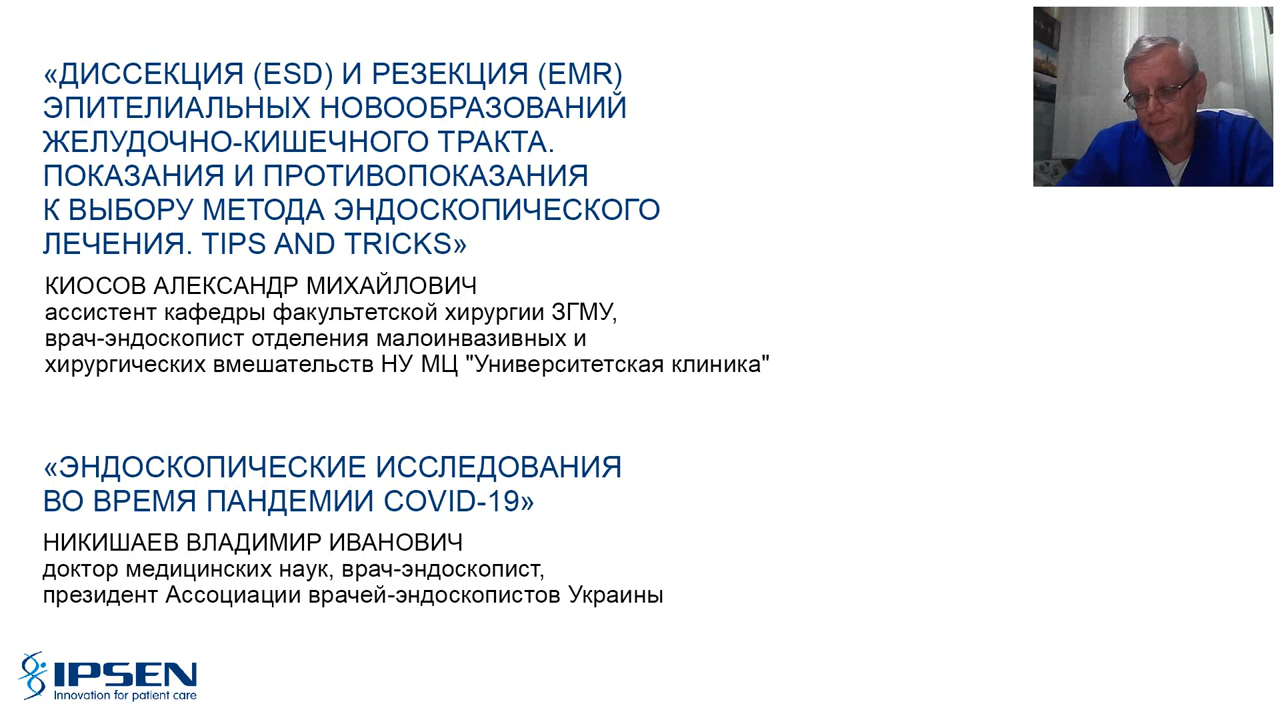 «ДИССЕКЦИЯ (ESD) И РЕЗЕКЦИЯ (EMR)
ЭПИТЕЛИАЛЬНЫХ НОВООБРАЗОВАНИЙ
ЖЕЛУДОЧНО-КИШЕЧНОГО ТРАКТА.
ПОКАЗАНИЯ И ПРОТИВОПОКАЗАНИЯ
К ВЫБОРУ МЕТОДА ЭНДОСКОПИЧЕСКОГО
ЛЕЧЕНИЯ. TIPS AND TRICKS»
КИОСОВ АЛЕКСАНДР МИХАЙЛОВИЧ
ассистент кафедры факультетской хирургии ЗГМУ,
врач-эндоскопист отделения малоинвазивных и
хирургических вмешательств НУ МЦ "Университетская клиника"
«ЭНДОСКОПИЧЕСКИЕ ИССЛЕДОВАНИЯ
ВО ВРЕМЯ ПАНДЕМИИ COVID-19»
НИКИШАЕВ ВЛАДИМИР ИВАНОВИЧ
доктор медицинских наук, врач-эндоскопист,
президент Ассоциации врачей-эндоскопистов Украины
IPSEN
Innovation for patient care